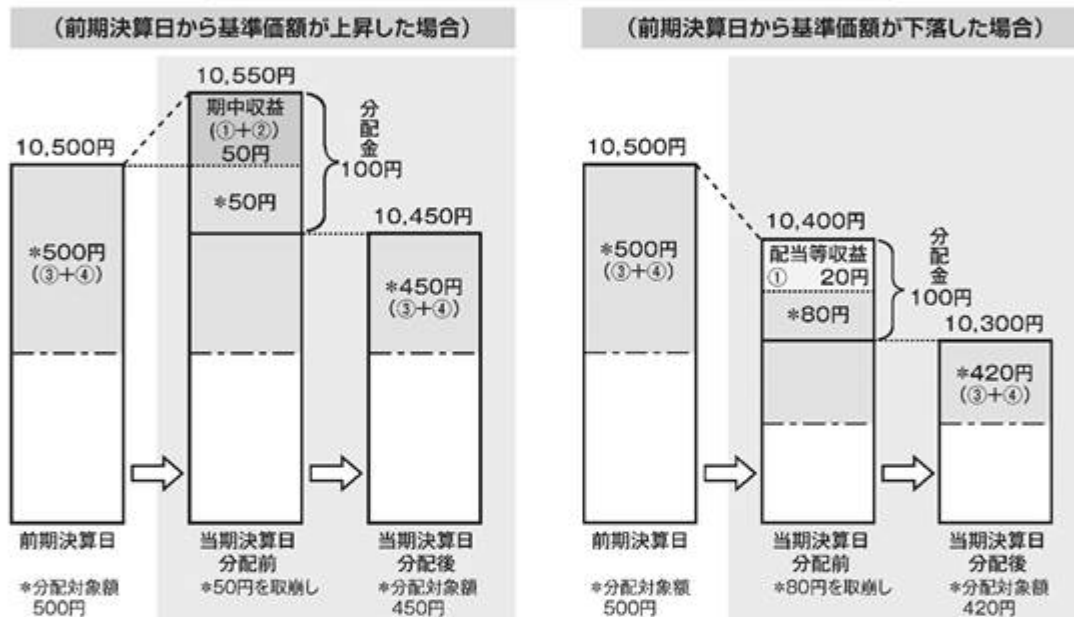 （前期決算日から基準価額が上昇した場合）
10,550円
期中収益
（①＋②）
50円
分配金
100円
10,500円
＊50円
10,450円
＊500円
（③＋④）
＊450円
（③＋④）
前期決算日
当期決算日
分配前
当期決算日
分配後
＊分配対象額
500円
＊50円を取崩し
＊分配対象額
450円
（前期決算日から基準価額が下落した場合）
10,500円
10,400円
配当等収益
① 20円
分配金
100円
＊80円
10,300円
＊500円
（③＋④）
＊420円
（③＋④）
前期決算日
当期決算日
分配前
当期決算日
分配後
＊分配対象額
500円
＊80円を取崩し
＊分配対象額
420円